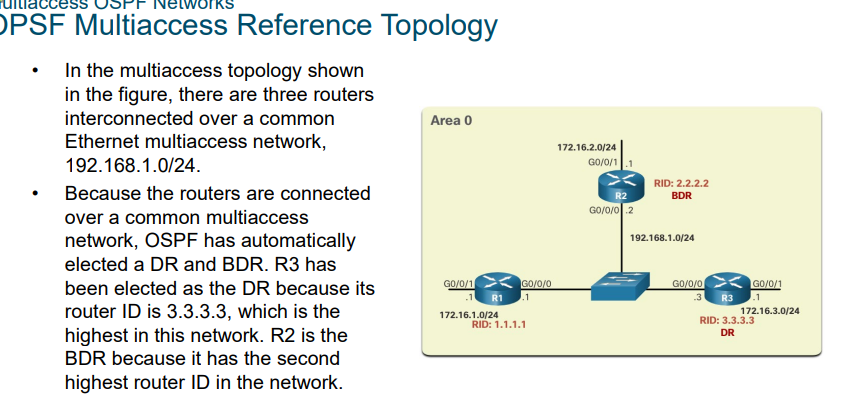 ultiaccess OSPF Networks
OPSF Multiaccess Reference Topology
• In the multiaccess topology shown
in the figure, there are three routers
interconnected over a common
Ethernet multiaccess network,
192.168.1.0/24.
• Because the routers are connected
over a common multiaccess
network, OSPF has automatically
elected a DR and BDR. R3 has
been elected as the DR because its
router ID is 3.3.3.3, which is the
highest in this network. R2 is the
BDR because it has the second
highest router ID in the network.
Area 0
172.16.2.0/24
G0/0/1 .1
R2
RID: 2.2.2.2
BDR
G0/0/0 .2
192.168.1.0/24
G0/0/1 G0/0/0
.1 R1 .1
172.16.1.0/24
RID: 1.1.1.1
G0/0/0 G0/0/1
.3 R3 .1
172.16.3.0/24
RID: 3.3.3.3
DR